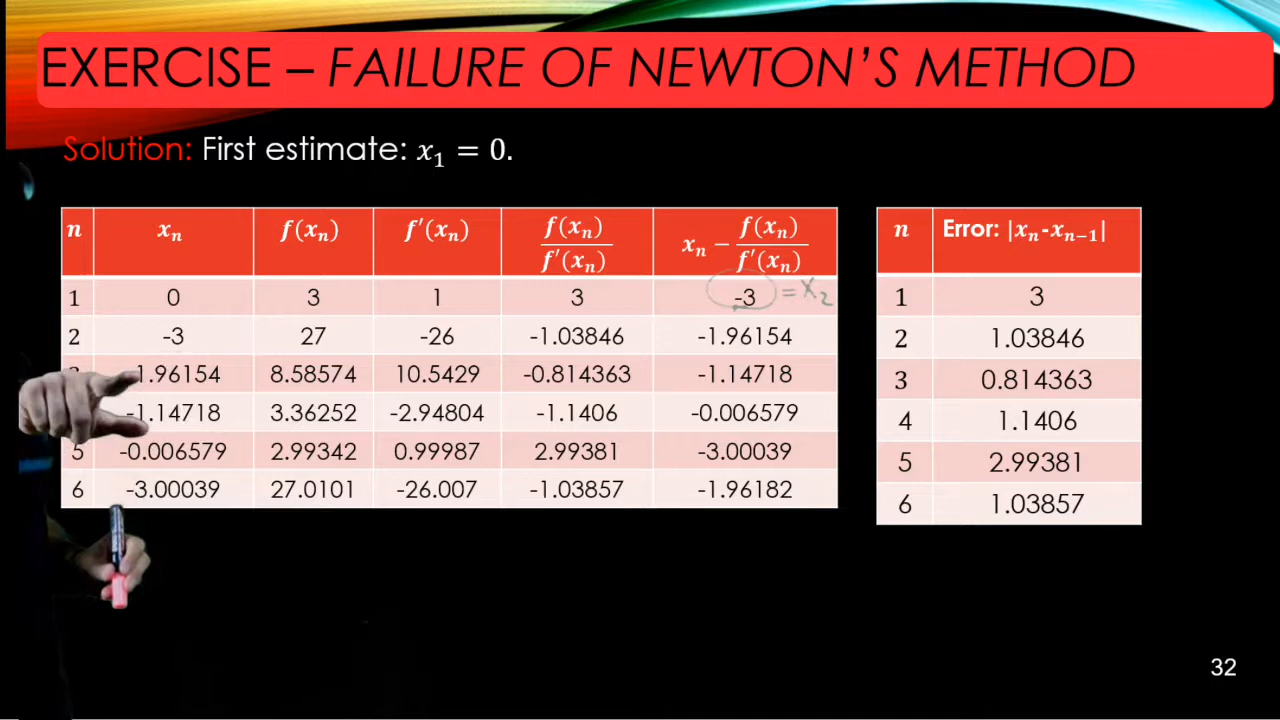 EXERCISE – FAILURE OF NEWTON'S METHOD
Solution: First estimate: x₁ = 0.
n xₙ f(xₙ) f′(xₙ) f(xₙ)/f′(xₙ) xₙ − f(xₙ)/f′(xₙ)
1 0 3 1 3 -3 = x₂
2 -3 27 -26 -1.03846 -1.96154
1.96154 8.58574 10.5429 -0.814363 -1.14718
-1.14718 3.36252 -2.94804 -1.1406 -0.006579
5 -0.006579 2.99342 0.99987 2.99381 -3.00039
6 -3.00039 27.0101 -26.007 -1.03857 -1.96182
n Error: |xₙ-xₙ₋₁|
1 3
2 1.03846
3 0.814363
4 1.1406
5 2.99381
6 1.03857
32